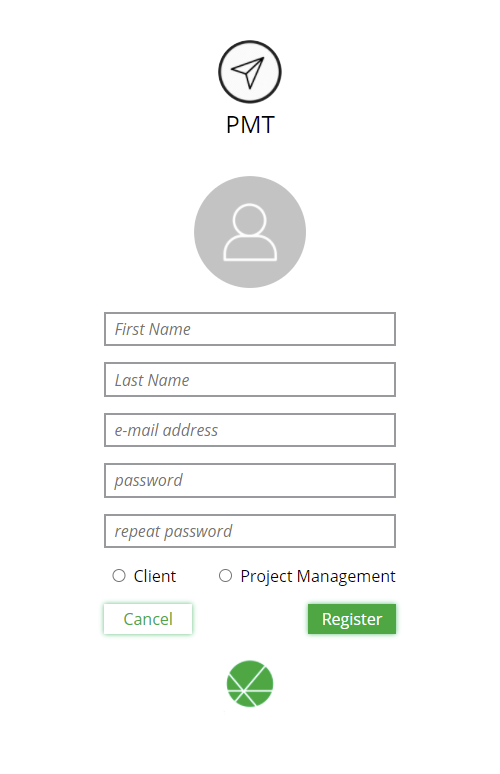 PMT
First Name
Last Name
e-mail address
password
repeat password
Client Project Management
Cancel Register